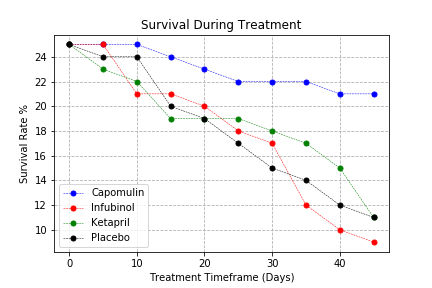 Survival During Treatment
Survival Rate %
24
22
20
18
16
14
12
10
Capomulin
Infubinol
Ketapril
Placebo
0
10
20
30
40
Treatment Timeframe (Days)